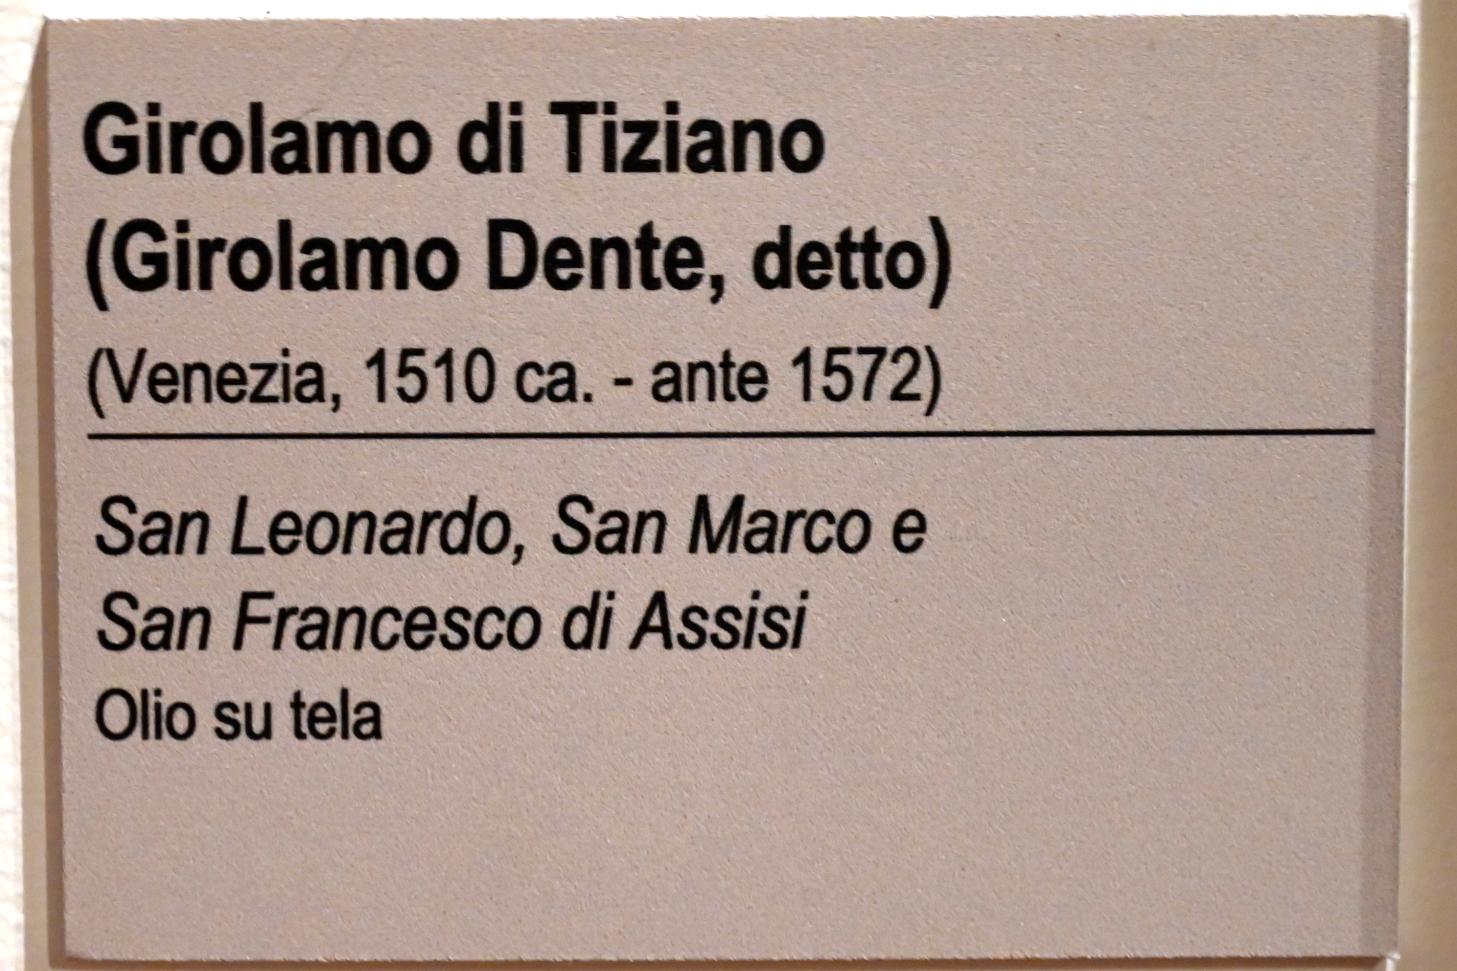 Girolamo di Tiziano
(Girolamo Dente, detto)
(Venezia, 1510 ca. - ante 1572)
San Leonardo, San Marco e
San Francesco di Assisi
Olio su tela